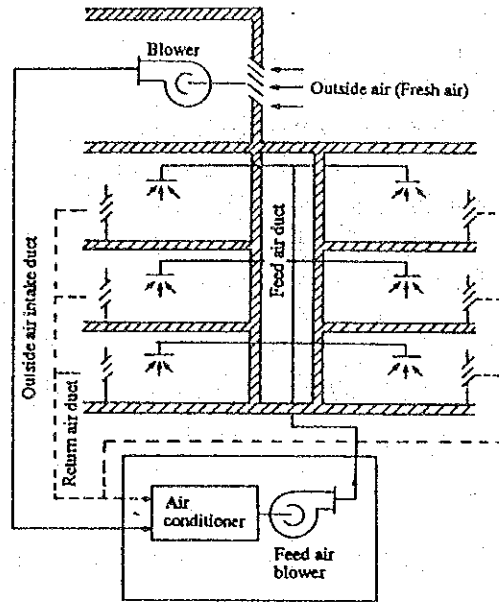 Blower
Outside air (Fresh air)
Outside air intake duct
Feed air duct
Return air duct
Air
conditioner
Feed air
blower